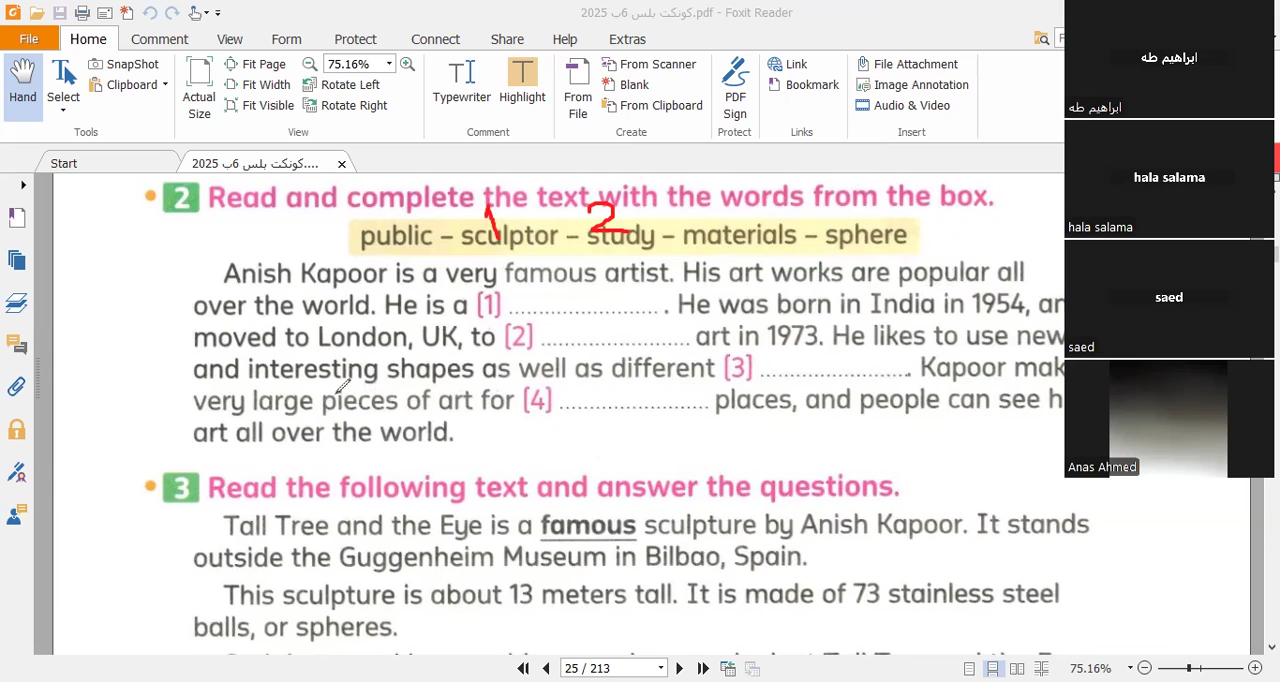 كونكت بلس 6ب 2025.pdf - Foxit Reader
File Home Comment View Form Protect Connect Share Help Extras
Hand
Select
SnapShot
Clipboard
Actual Size
Fit Page
Fit Width
Fit Visible
75.16%
Rotate Left
Rotate Right
Typewriter
Highlight
From File
From Scanner
Blank
From Clipboard
PDF Sign
Link
Bookmark
File Attachment
Image Annotation
Audio & Video
Tools View Comment Create Protect Links Insert
Start
كونكت بلس 6ب 2025....
2 Read and complete the text with the words from the box.
1 2
public – sculptor – study – materials – sphere
Anish Kapoor is a very famous artist. His art works are popular all
over the world. He is a (1) ........................ . He was born in India in 1954, an
moved to London, UK, to (2) ........................ art in 1973. He likes to use new
and interesting shapes as well as different (3) ........................ . Kapoor mak
very large pieces of art for (4) ........................ places, and people can see h
art all over the world.
3 Read the following text and answer the questions.
Tall Tree and the Eye is a famous sculpture by Anish Kapoor. It stands
outside the Guggenheim Museum in Bilbao, Spain.
This sculpture is about 13 meters tall. It is made of 73 stainless steel
balls, or spheres.
25 / 213
75.16%
ابراهيم طه
ابراهيم طه
hala salama
hala salama
saed
saed
Anas Ahmed